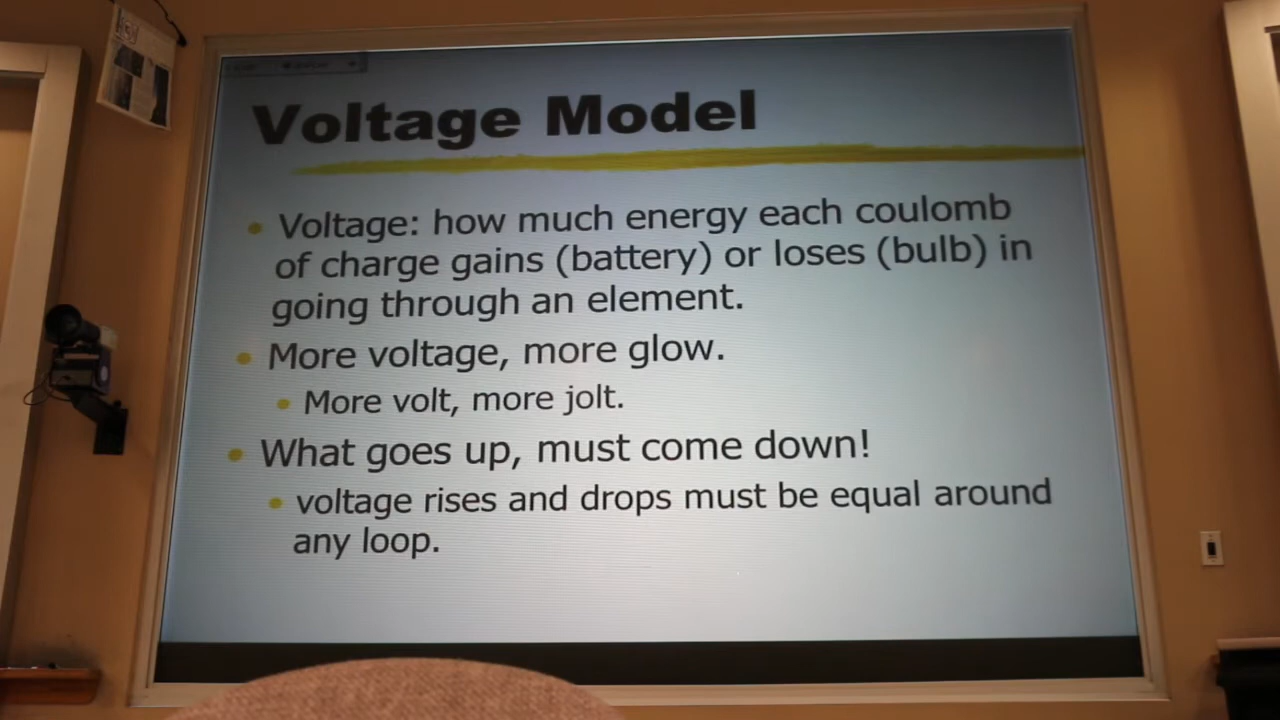 Voltage Model
Voltage: how much energy each coulomb
of charge gains (battery) or loses (bulb) in
going through an element.
More voltage, more glow.
More volt, more jolt.
What goes up, must come down!
voltage rises and drops must be equal around
any loop.